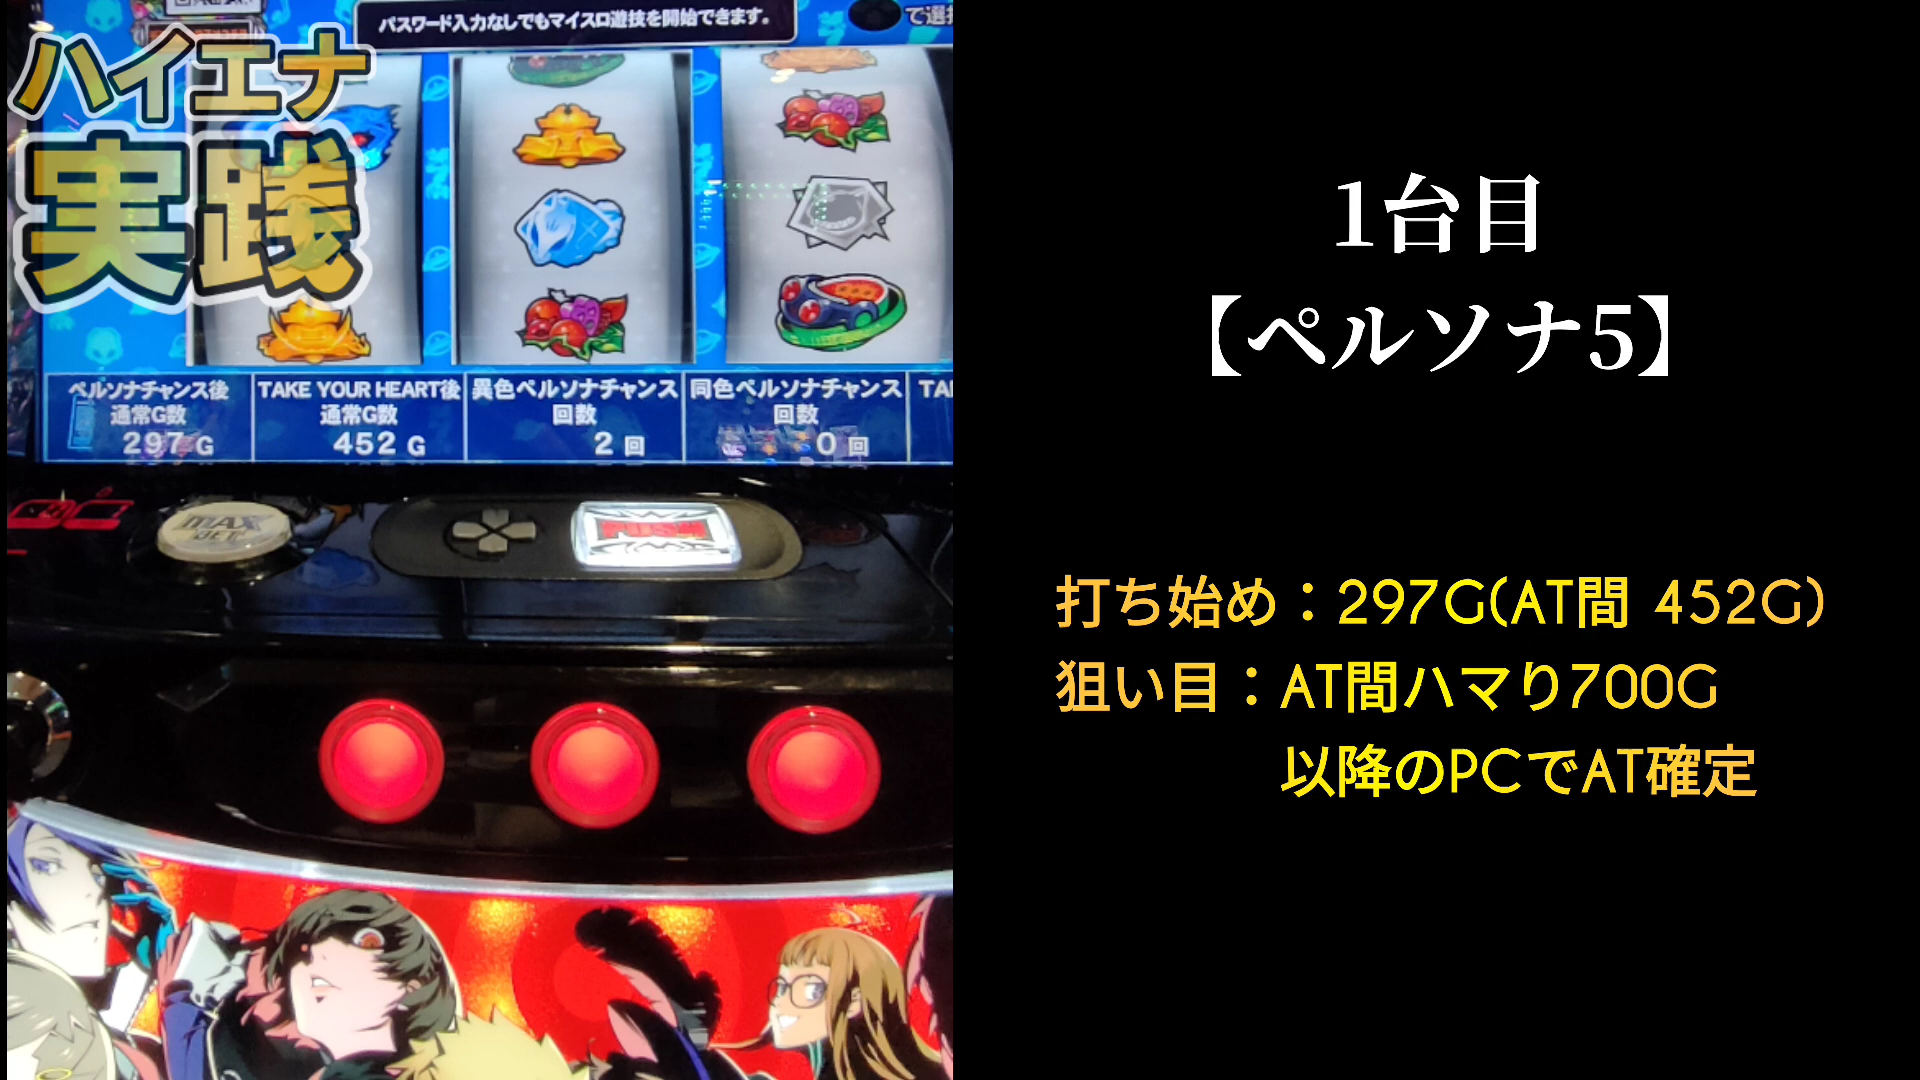 パスワード入力なしでもマイスロ遊技を開始できます。
で選
ハイエナ
実践
ペルソナチャンス後
通常G数
297G
TAKE YOUR HEART後
通常G数
452 G
異色ペルソナチャンス
回数
2 回
同色ペルソナチャンス
回数
0 回
TA
MAX
BET
PUSH
1台目
【ペルソナ5】
打ち始め：297G(AT間 452G)
狙い目：AT間ハマり700G
以降のPCでAT確定